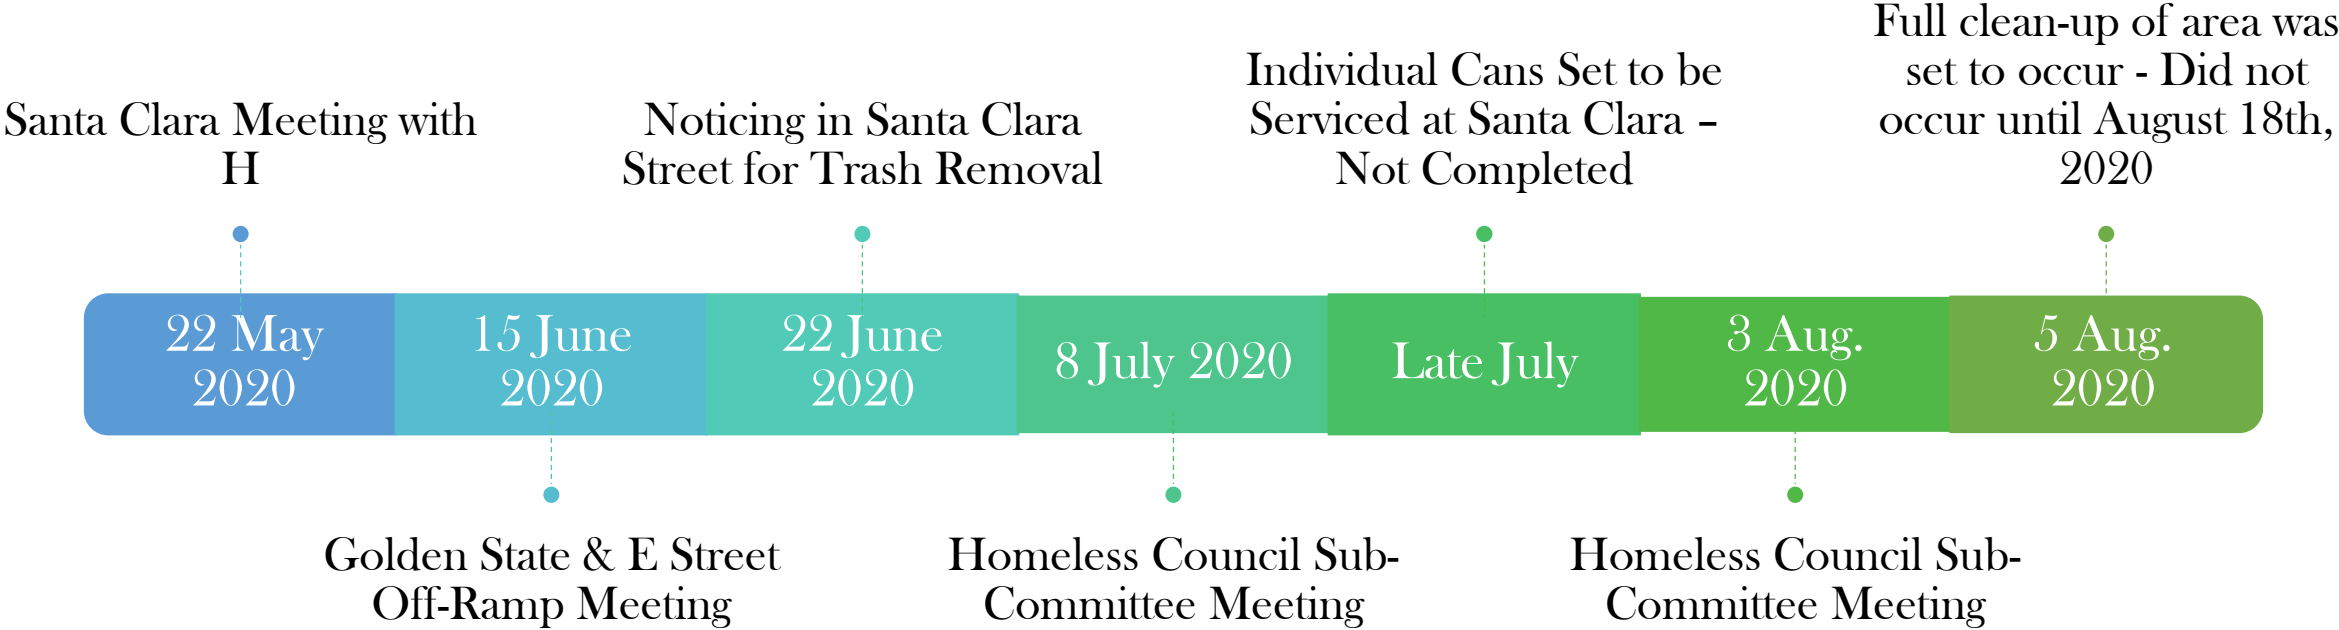 Santa Clara Meeting with
H
Noticing in Santa Clara
Street for Trash Removal
Individual Cans Set to be
Serviced at Santa Clara –
Not Completed
Full clean-up of area was
set to occur - Did not
occur until August 18th,
2020
22 May
2020
15 June
2020
22 June
2020
8 July 2020
Late July
3 Aug.
2020
5 Aug.
2020
Golden State & E Street
Off-Ramp Meeting
Homeless Council Sub-
Committee Meeting
Homeless Council Sub-
Committee Meeting